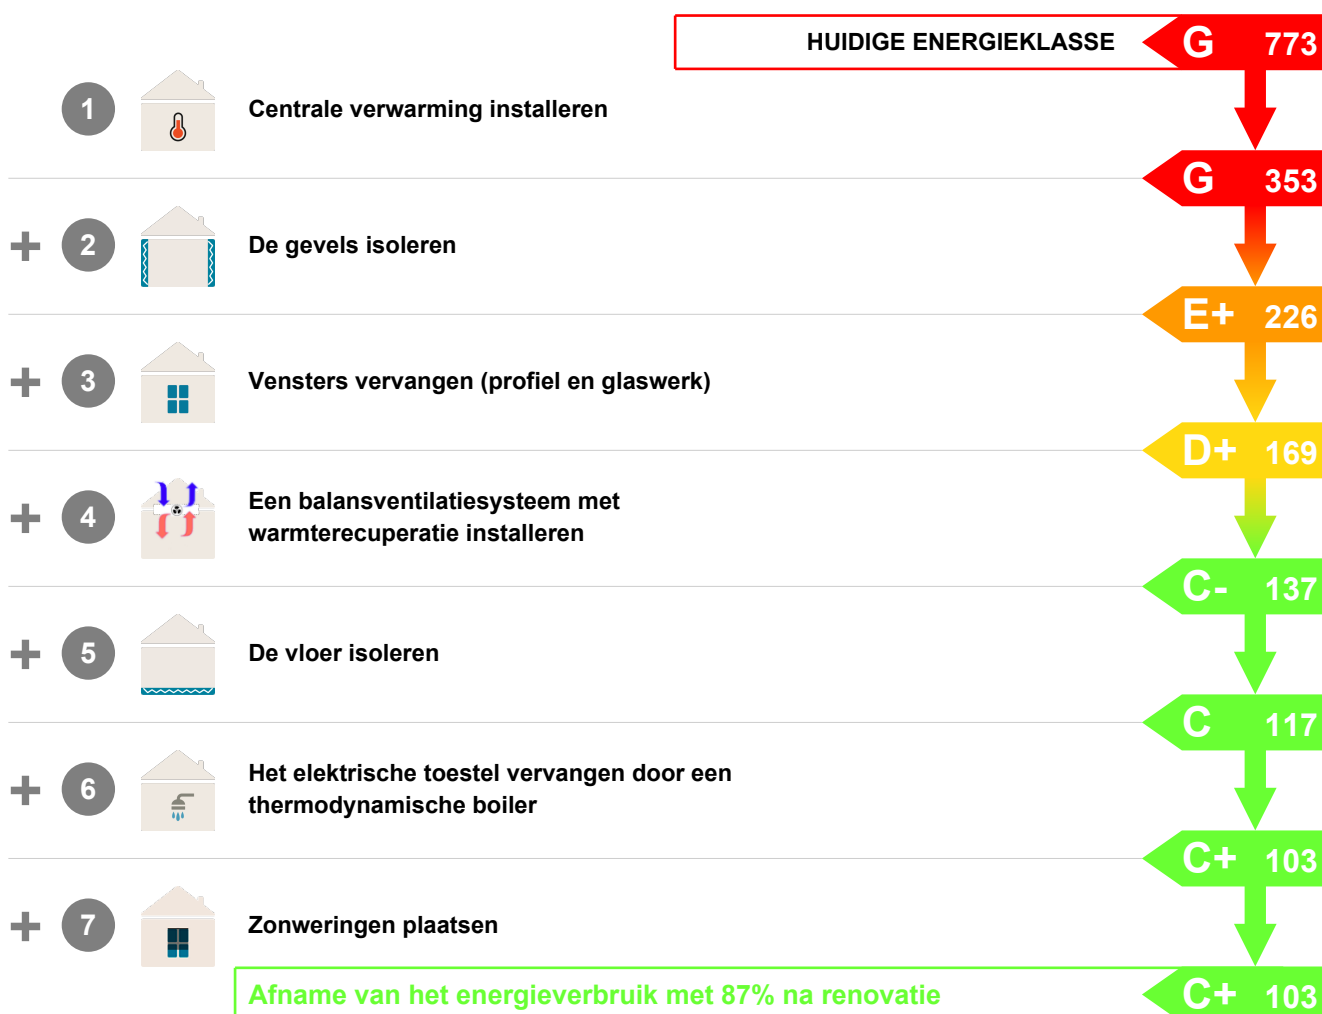 HUIDIGE ENERGIEKLASSE G 773
1 Centrale verwarming installeren
G 353
+ 2 De gevels isoleren
E+ 226
+ 3 Vensters vervangen (profiel en glaswerk)
D+ 169
+ 4 Een balansventilatiesysteem met
warmterecuperatie installeren
C- 137
+ 5 De vloer isoleren
C 117
+ 6 Het elektrische toestel vervangen door een
thermodynamische boiler
C+ 103
+ 7 Zonweringen plaatsen
Afname van het energieverbruik met 87% na renovatie C+ 103